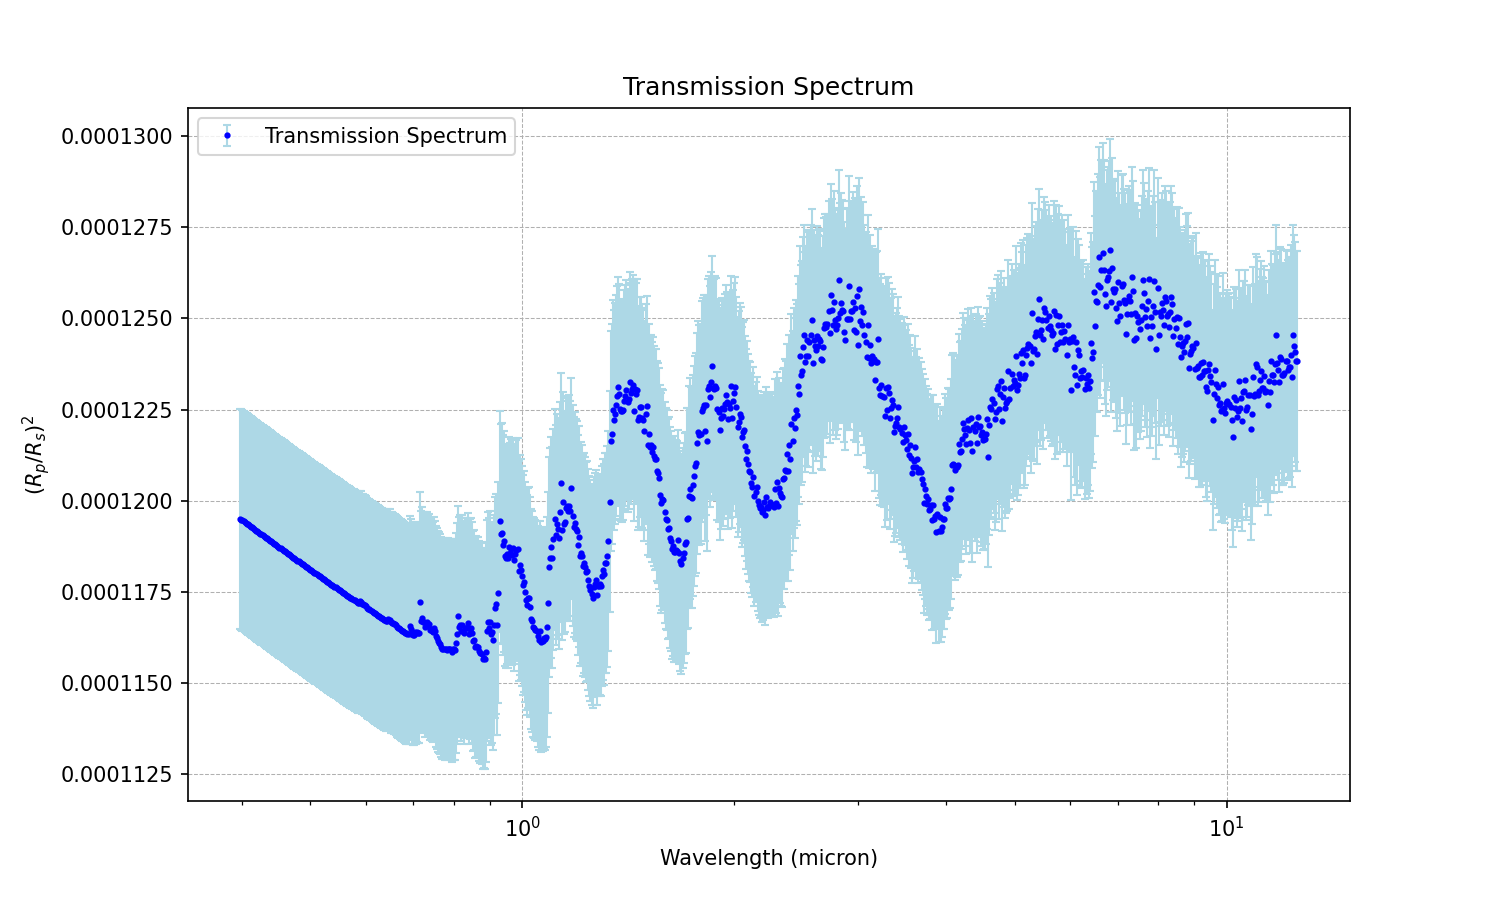 Transmission Spectrum
Transmission Spectrum
0.0001300
0.0001275
0.0001250
0.0001225
0.0001200
0.0001175
0.0001150
0.0001125
(R_p/R_s)^2
10^0
10^1
Wavelength (micron)